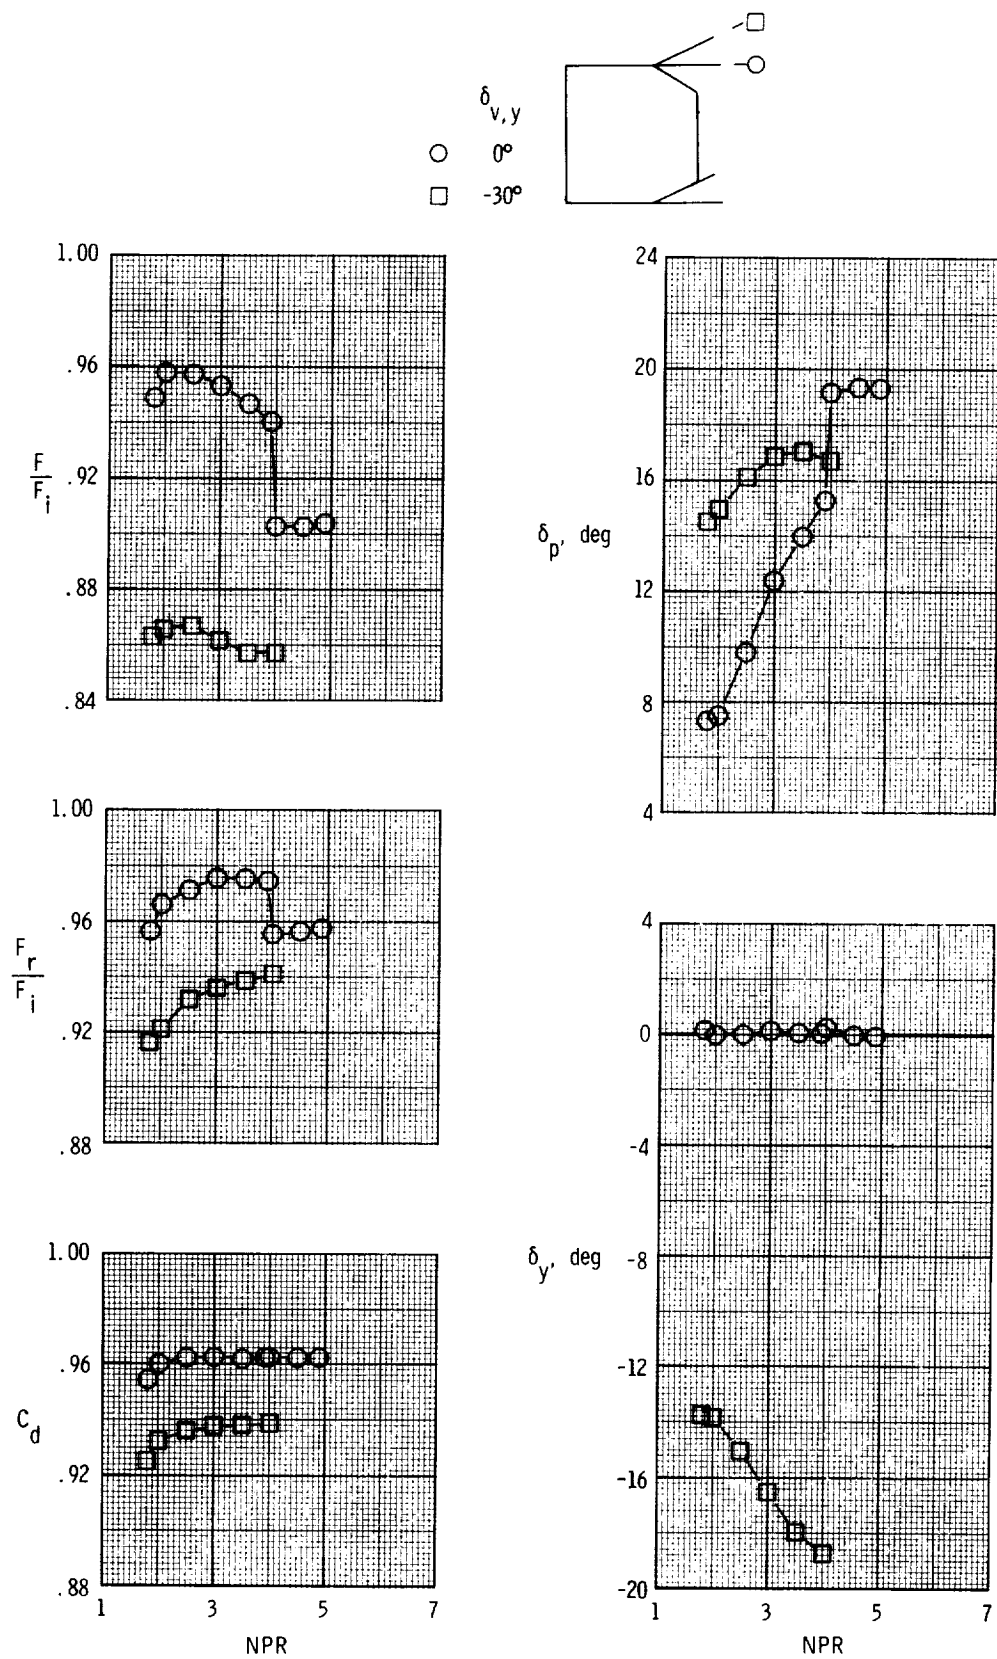 δv,y
0°
-30°
1.00
.96
.92
.88
.84
F
Fi
24
20
16
12
8
4
δp, deg
1.00
.96
.92
.88
Fr
Fi
4
0
-4
-8
-12
-16
-20
δy, deg
1.00
.96
.92
.88
Cd
1 3 5 7
NPR
1 3 5 7
NPR